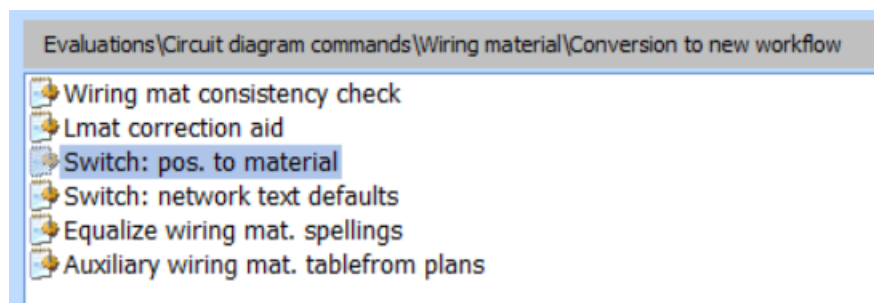 Evaluations\Circuit diagram commands\Wiring material\Conversion to new workflow
Wiring mat consistency check
Lmat correction aid
Switch: pos. to material
Switch: network text defaults
Equalize wiring mat. spellings
Auxiliary wiring mat. tablefrom plans